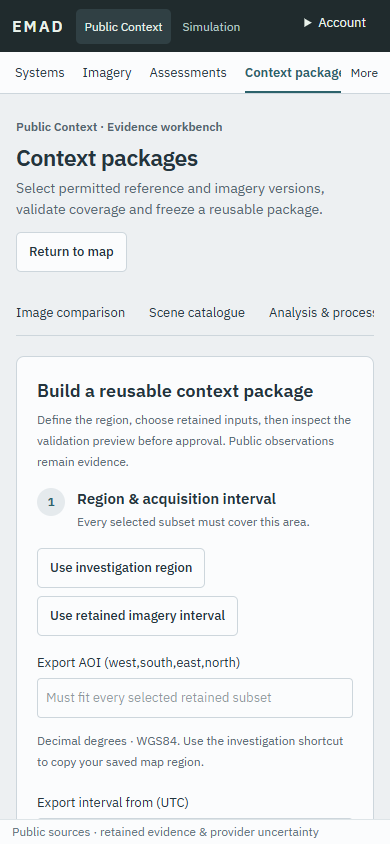 EMAD Public Context Simulation ▶ Account
Systems Imagery Assessments Context package More
Public Context · Evidence workbench
Context packages
Select permitted reference and imagery versions,
validate coverage and freeze a reusable package.
Return to map
Image comparison Scene catalogue Analysis & proces
Build a reusable context package
Define the region, choose retained inputs, then inspect the
validation preview before approval. Public observations
remain evidence.
1 Region & acquisition interval
Every selected subset must cover this area.
Use investigation region
Use retained imagery interval
Export AOI (west,south,east,north)
Must fit every selected retained subset
Decimal degrees · WGS84. Use the investigation shortcut
to copy your saved map region.
Export interval from (UTC)
Public sources · retained evidence & provider uncertainty